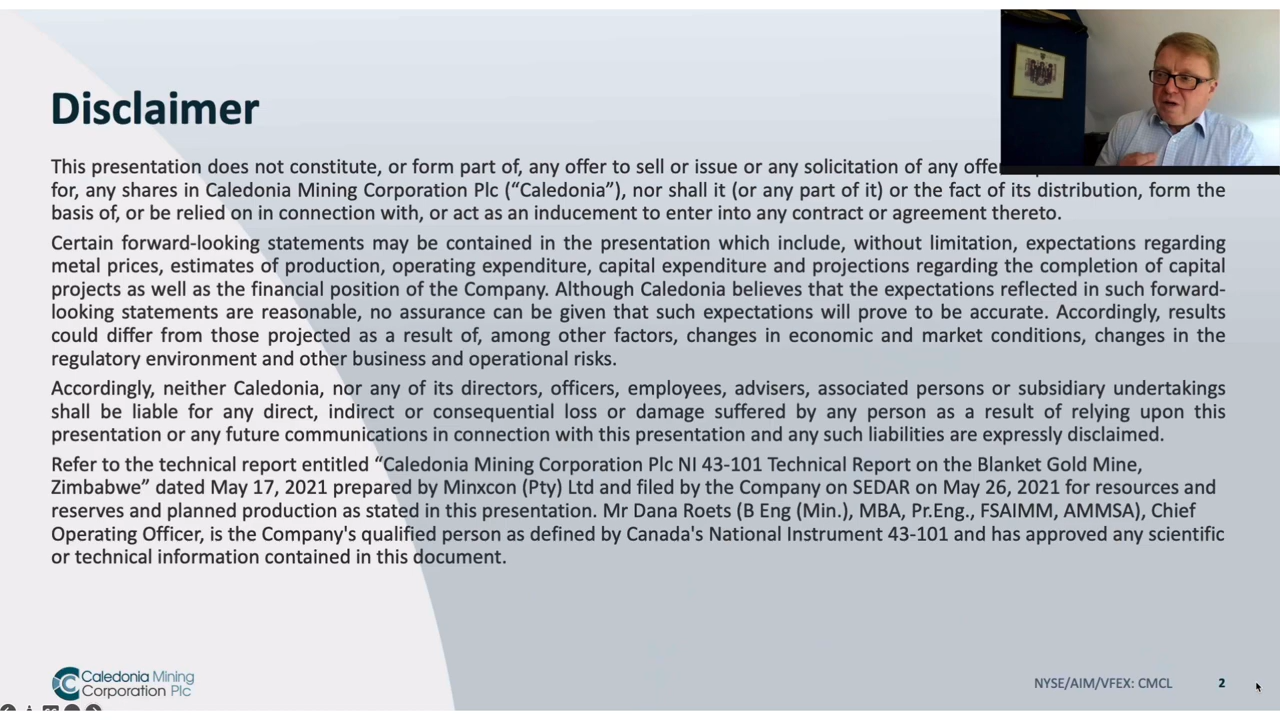 Disclaimer
This presentation does not constitute, or form part of, any offer to sell or issue or any solicitation of any offer
for, any shares in Caledonia Mining Corporation Plc (“Caledonia”), nor shall it (or any part of it) or the fact of its distribution, form the
basis of, or be relied on in connection with, or act as an inducement to enter into any contract or agreement thereto.
Certain forward-looking statements may be contained in the presentation which include, without limitation, expectations regarding
metal prices, estimates of production, operating expenditure, capital expenditure and projections regarding the completion of capital
projects as well as the financial position of the Company. Although Caledonia believes that the expectations reflected in such forward-
looking statements are reasonable, no assurance can be given that such expectations will prove to be accurate. Accordingly, results
could differ from those projected as a result of, among other factors, changes in economic and market conditions, changes in the
regulatory environment and other business and operational risks.
Accordingly, neither Caledonia, nor any of its directors, officers, employees, advisers, associated persons or subsidiary undertakings
shall be liable for any direct, indirect or consequential loss or damage suffered by any person as a result of relying upon this
presentation or any future communications in connection with this presentation and any such liabilities are expressly disclaimed.
Refer to the technical report entitled “Caledonia Mining Corporation Plc NI 43-101 Technical Report on the Blanket Gold Mine,
Zimbabwe” dated May 17, 2021 prepared by Minxcon (Pty) Ltd and filed by the Company on SEDAR on May 26, 2021 for resources and
reserves and planned production as stated in this presentation. Mr Dana Roets (B Eng (Min.), MBA, Pr.Eng., FSAIMM, AMMSA), Chief
Operating Officer, is the Company's qualified person as defined by Canada's National Instrument 43-101 and has approved any scientific
or technical information contained in this document.
Caledonia Mining
Corporation Plc
NYSE/AIM/VFEX: CMCL 2